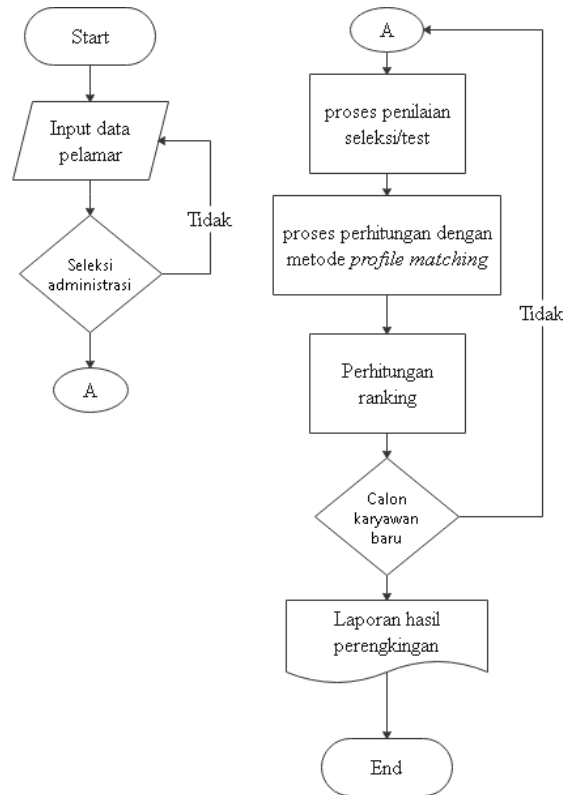 Start
Input data
pelamar
Tidak
Seleksi
administrasi
A
A
proses penilaian
seleksi/test
proses perhitungan dengan
metode profile matching
Tidak
Perhitungan
ranking
Calon
karyawan
baru
Laporan hasil
perengkingan
End